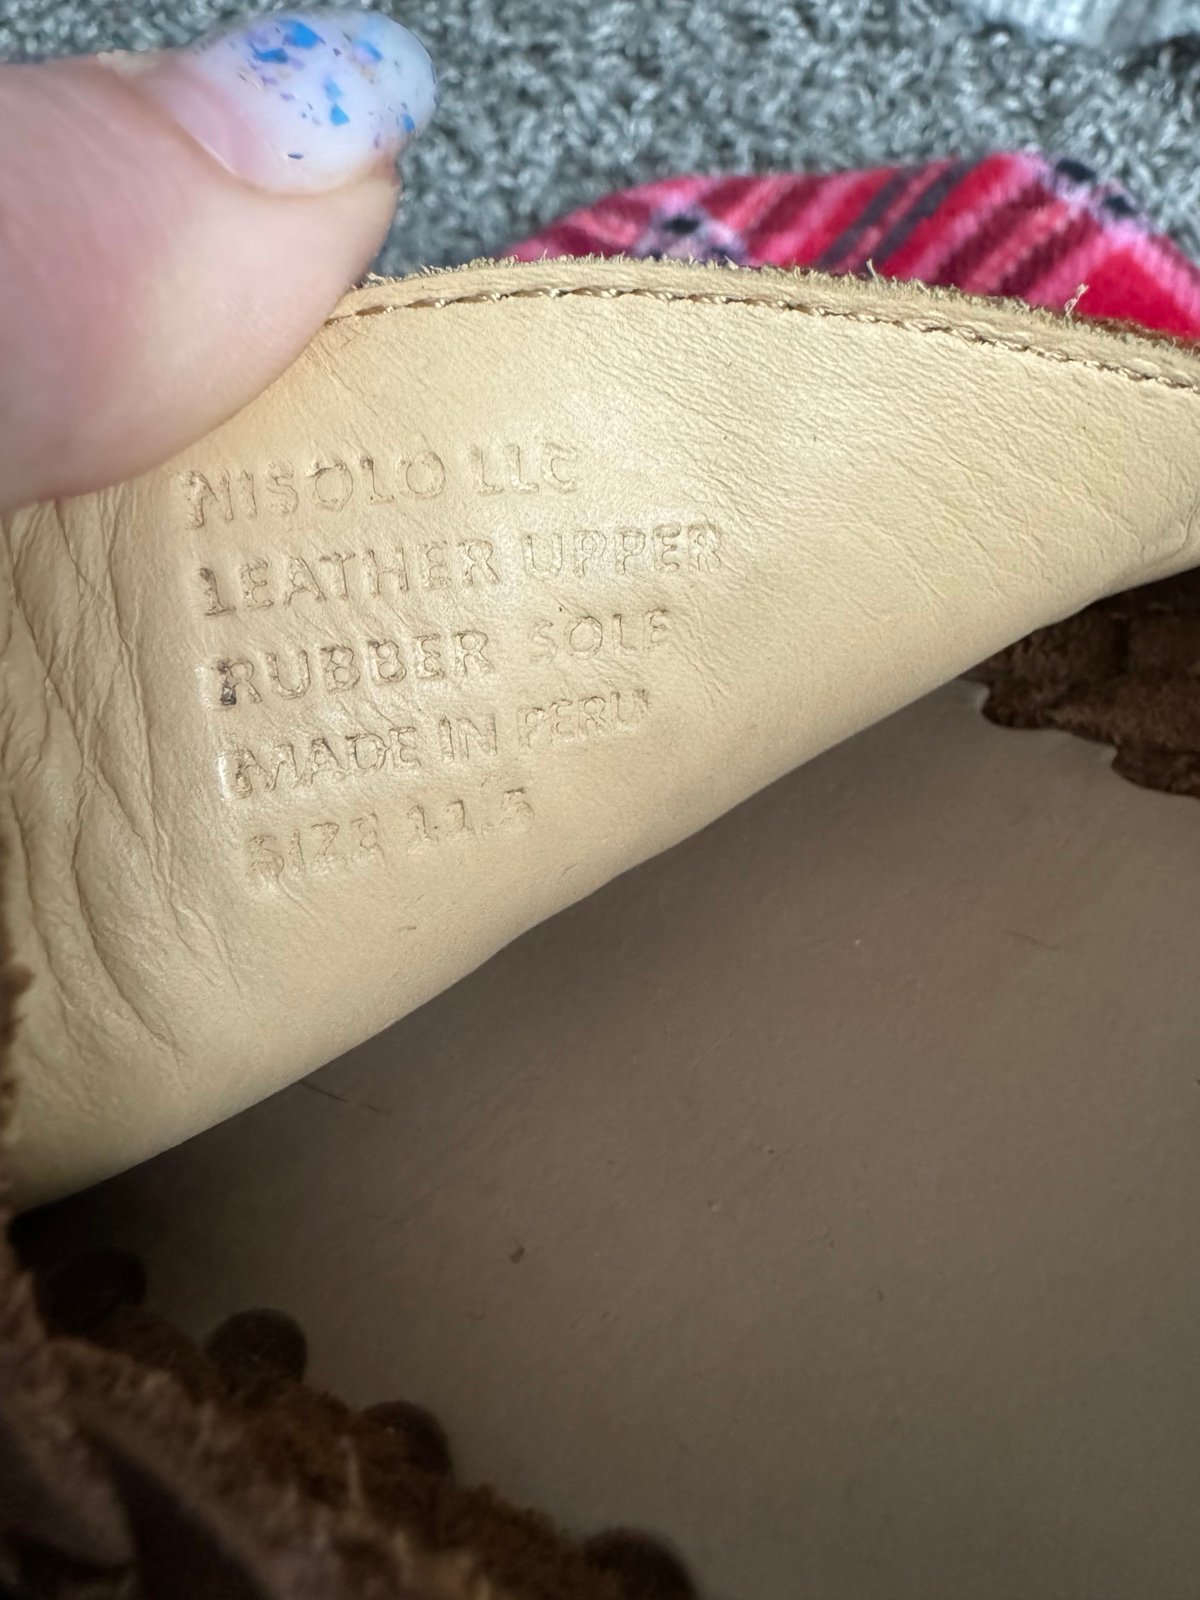 NISOLO LLC
LEATHER UPPER
RUBBER SOLE
MADE IN PERU
SIZE 11.5